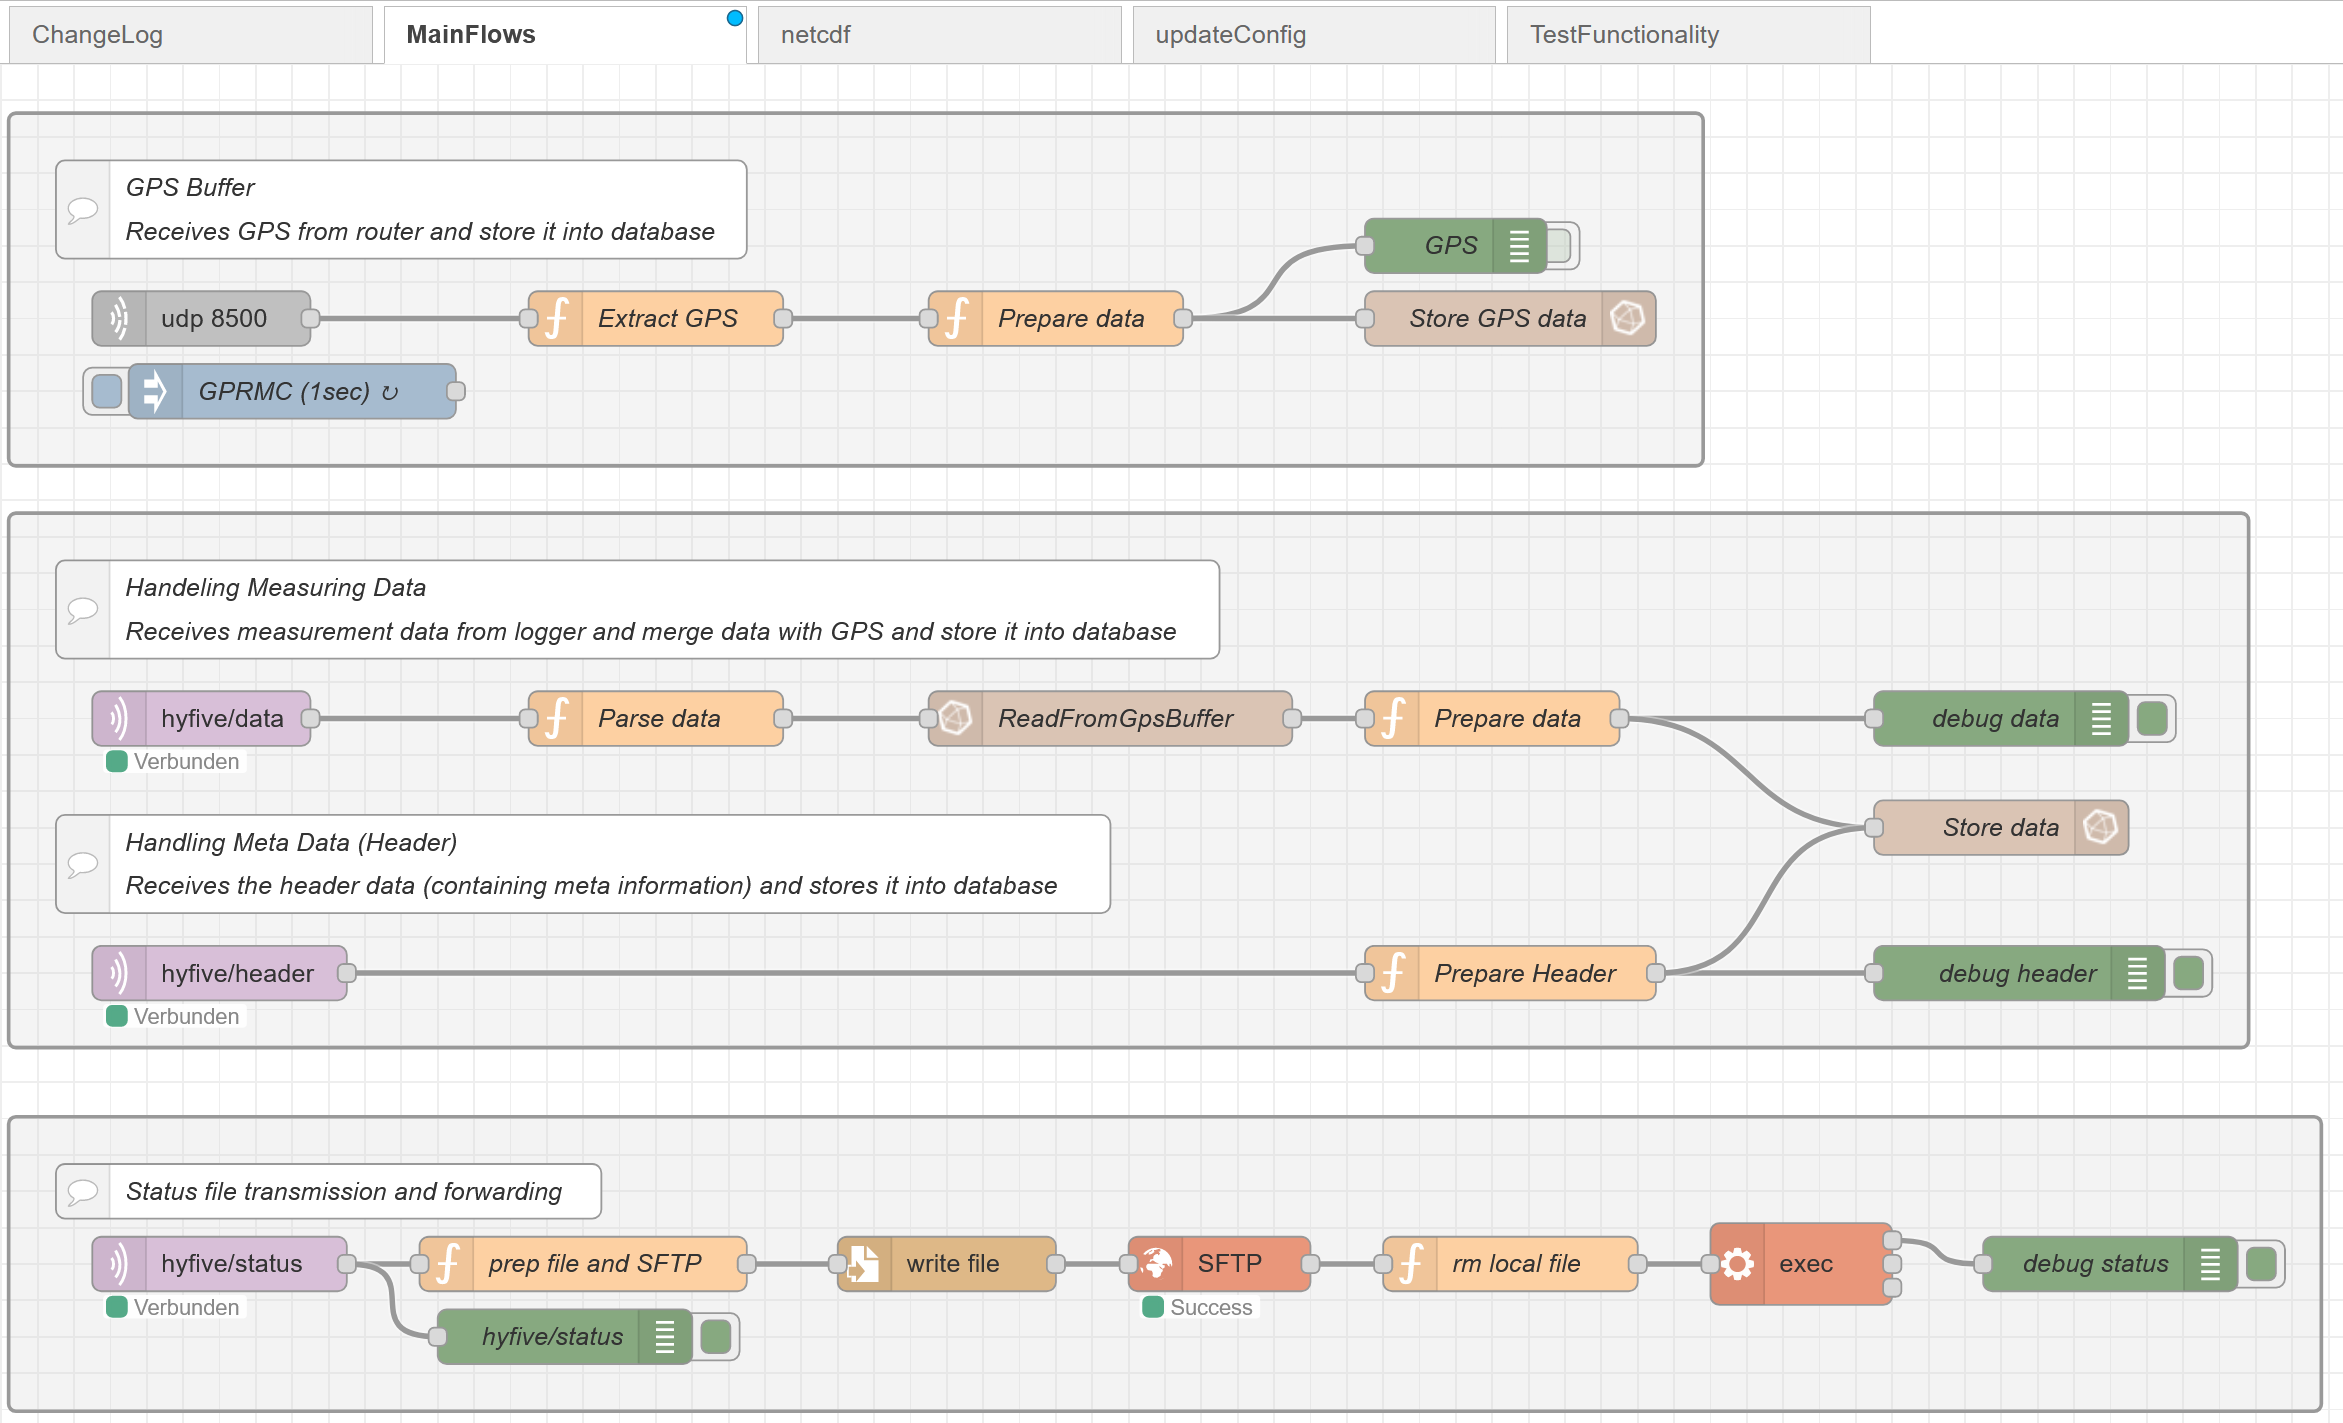 ChangeLog
MainFlows
netcdf
updateConfig
TestFunctionality
GPS Buffer
Receives GPS from router and store it into database
GPS
udp 8500
Extract GPS
Prepare data
Store GPS data
GPRMC (1sec) ↻
Handeling Measuring Data
Receives measurement data from logger and merge data with GPS and store it into database
hyfive/data
Parse data
ReadFromGpsBuffer
Prepare data
debug data
Verbunden
Store data
Handling Meta Data (Header)
Receives the header data (containing meta information) and stores it into database
hyfive/header
Prepare Header
debug header
Verbunden
Status file transmission and forwarding
hyfive/status
prep file and SFTP
write file
SFTP
rm local file
exec
debug status
Verbunden
Success
hyfive/status